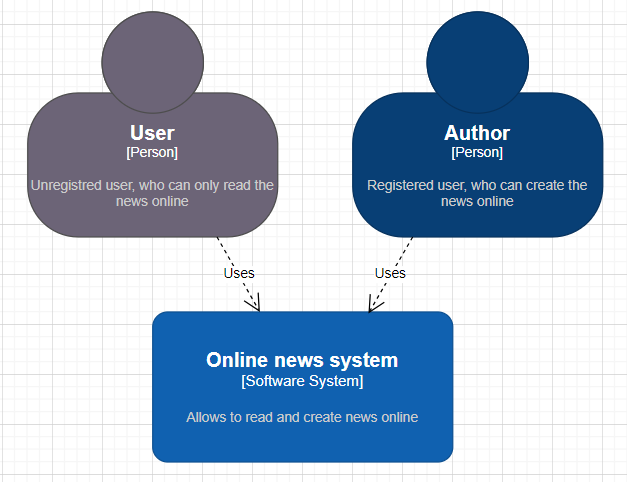 User
[Person]
Unregistred user, who can only read the
news online
Author
[Person]
Registered user, who can create the
news online
Uses
Uses
Online news system
[Software System]
Allows to read and create news online